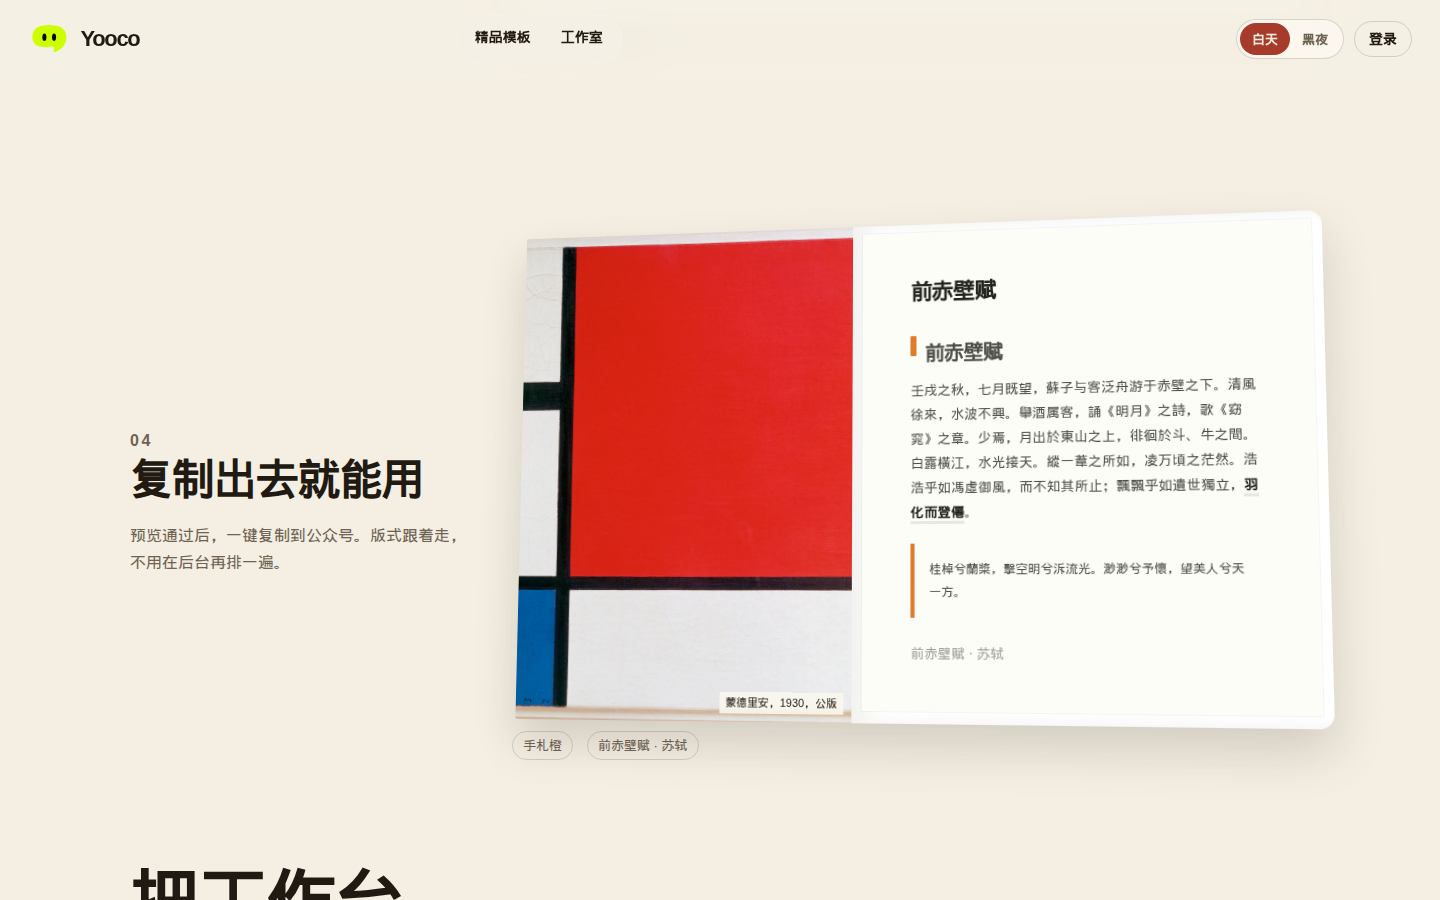 Yooco
精品模板
工作室
白天
黑夜
登录
04
复制出去就能用
预览通过后，一键复制到公众号。版式跟着走，
不用在后台再排一遍。
前赤壁赋
前赤壁赋
壬戌之秋，七月既望，蘇子与客泛舟游于赤壁之下。清風
徐來，水波不興。舉酒属客，誦《明月》之詩，歌《窈
窕》之章。少焉，月出於東山之上，徘徊於斗、牛之間。
白露橫江，水光接天。縱一葦之所如，凌万頃之茫然。浩
浩乎如馮虛御風，而不知其所止；飄飄乎如遺世獨立，羽
化而登僊。
桂棹兮蘭槳，擊空明兮泝流光。渺渺兮予懷，望美人兮天
一方。
前赤壁赋 · 苏轼
蒙德里安，1930，公版
手札橙
前赤壁赋 · 苏轼
把工作台